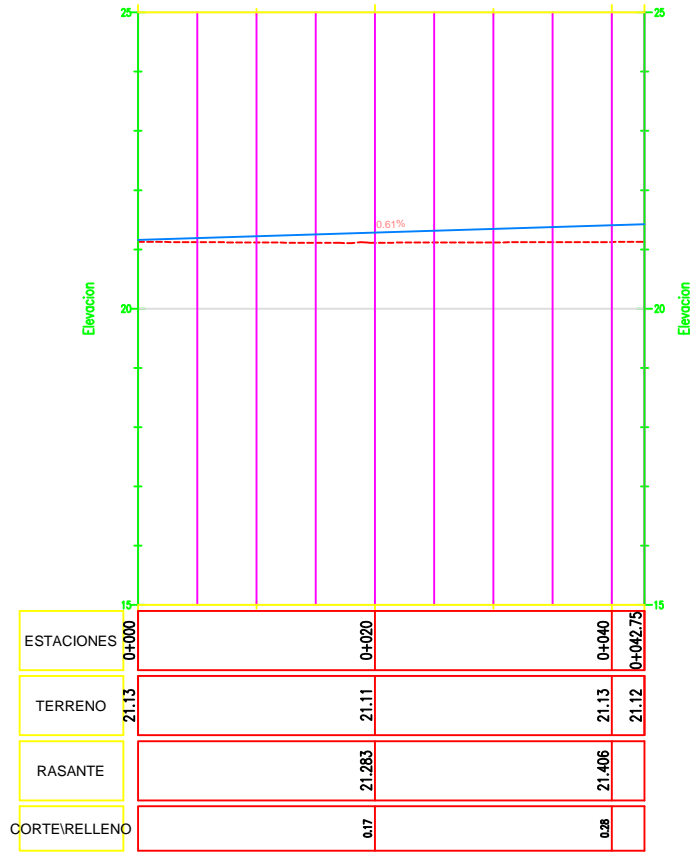 25 25
0.61%
Elevacion Elevacion
20 20
15 15
ESTACIONES 0+000 0+020 0+040 0+042.75
TERRENO 21.13 21.11 21.13 21.12
RASANTE 21.283 21.406
CORTE\RELLENO 0.17 0.28